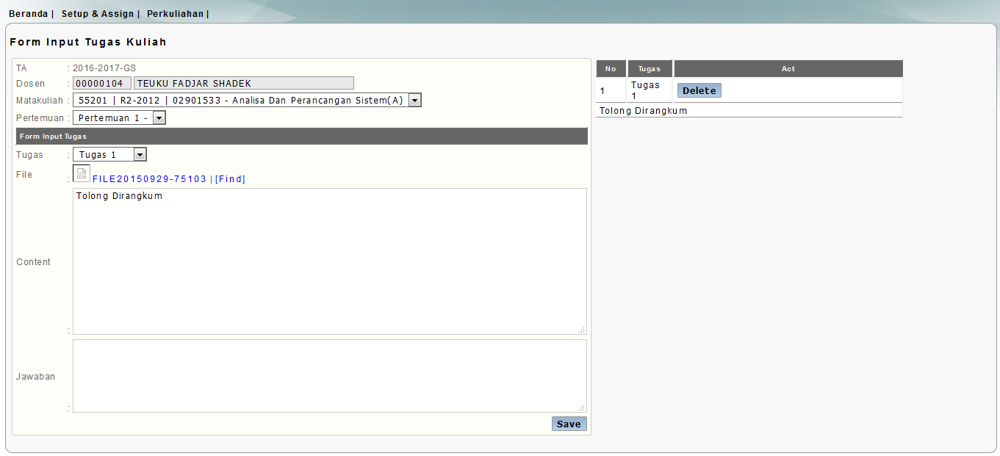 Beranda | Setup & Assign | Perkuliahan |
Form Input Tugas Kuliah
TA : 2016-2017-GS
Dosen : 00000104 TEUKU FADJAR SHADEK
Matakuliah : 55201 | R2-2012 | 02901533 - Analisa Dan Perancangan Sistem(A)
Pertemuan : Pertemuan 1 -
Form Input Tugas
Tugas : Tugas 1
File : FILE20150929-75103 | [Find]
Content : Tolong Dirangkum
Jawaban :
Save
No Tugas Act
1 Tugas 1 Delete
Tolong Dirangkum